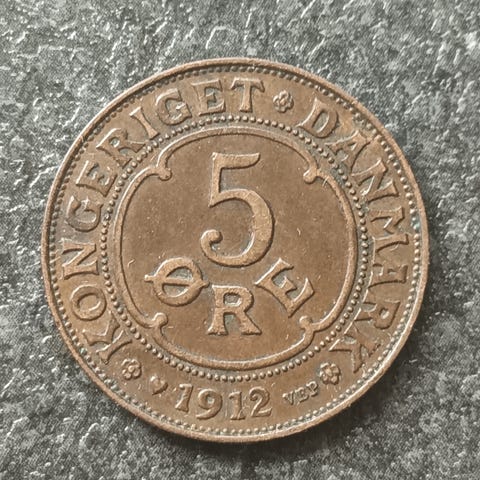 KONGERIGET DANMARK
5
ØRE
1912 VBP